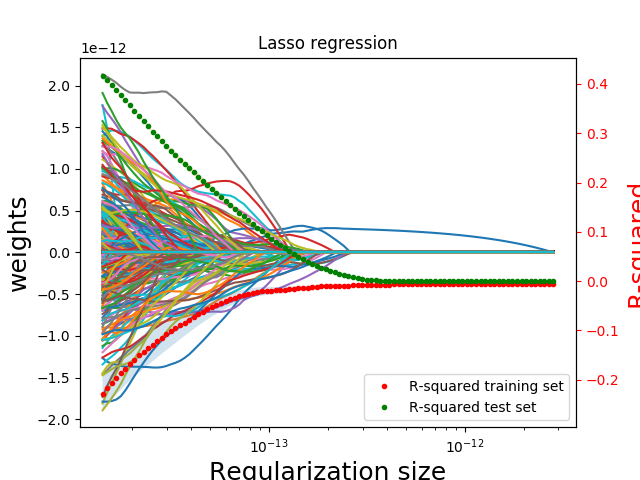 Lasso regression
1e−12
weights
2.0
1.5
1.0
0.5
0.0
−0.5
−1.0
−1.5
−2.0
0.4
0.3
0.2
0.1
0.0
−0.1
−0.2
R-squared
R-squared training set
R-squared test set
10−13
10−12
Regularization size